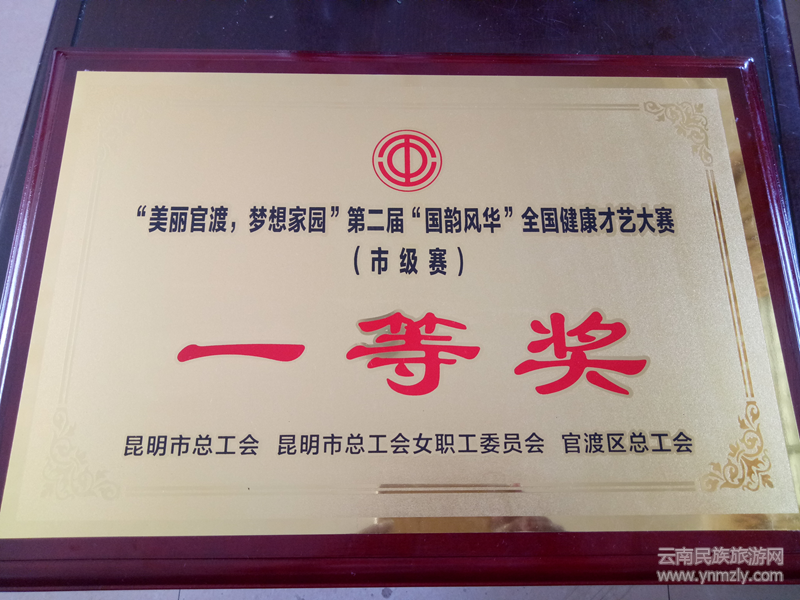 “美丽官渡，梦想家园”第二届“国韵风华”全国健康才艺大赛
（市级赛）
一等奖
昆明市总工会 昆明市总工会女职工委员会 官渡区总工会
云南民族旅游网
www.ynmzly.com